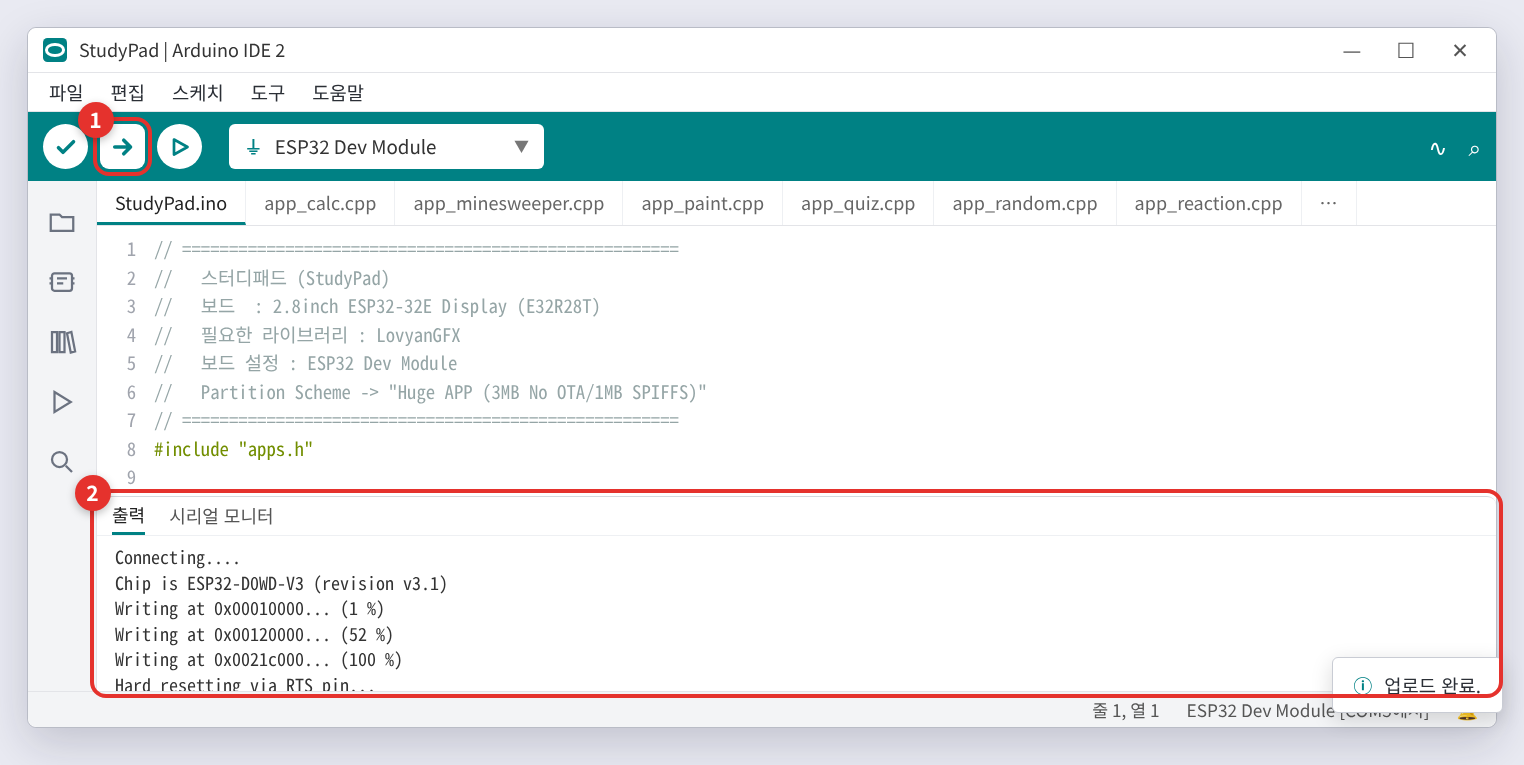 StudyPad | Arduino IDE 2
파일 편집 스케치 도구 도움말
1
ESP32 Dev Module
StudyPad.ino app_calc.cpp app_minesweeper.cpp app_paint.cpp app_quiz.cpp app_random.cpp app_reaction.cpp ...
1 // =====================================================
2 // 스터디패드 (StudyPad)
3 // 보드 : 2.8inch ESP32-32E Display (E32R28T)
4 // 필요한 라이브러리 : LovyanGFX
5 // 보드 설정 : ESP32 Dev Module
6 // Partition Scheme -> "Huge APP (3MB No OTA/1MB SPIFFS)"
7 // =====================================================
8 #include "apps.h"
9
2
출력 시리얼 모니터
Connecting....
Chip is ESP32-D0WD-V3 (revision v3.1)
Writing at 0x00010000... (1 %)
Writing at 0x00120000... (52 %)
Writing at 0x0021c000... (100 %)
Hard resetting via RTS pin...
업로드 완료.
줄 1, 열 1 ESP32 Dev Module